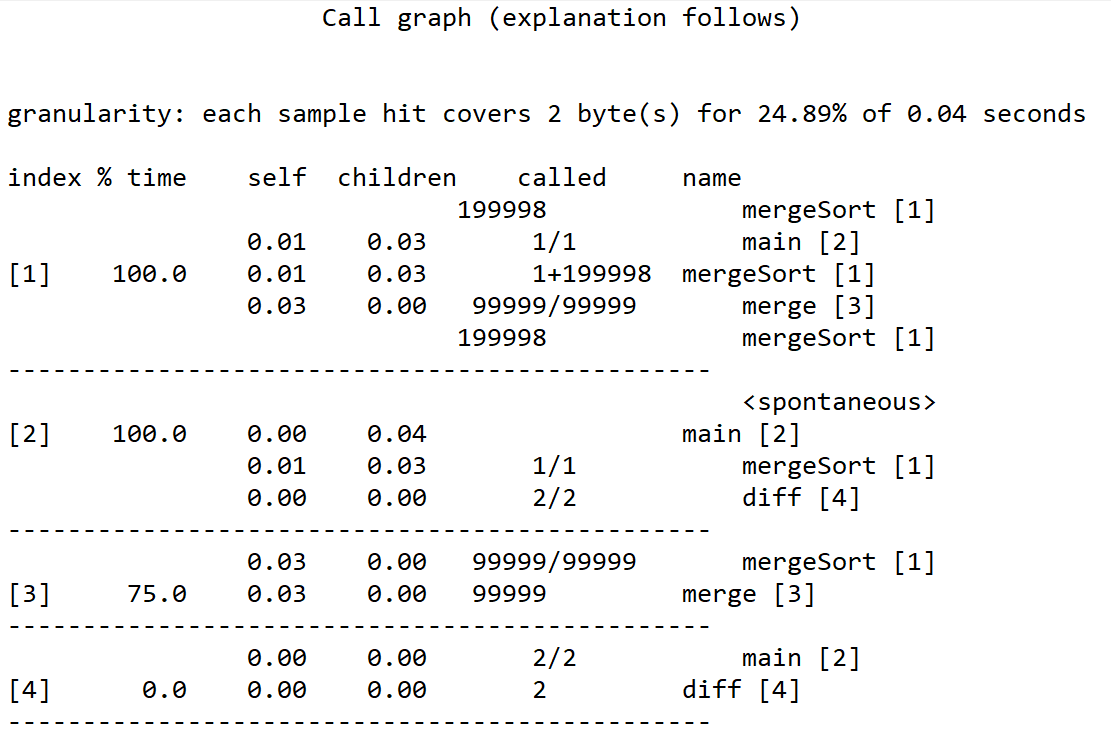 Call graph (explanation follows)
granularity: each sample hit covers 2 byte(s) for 24.89% of 0.04 seconds
index % time    self  children    called     name
                              199998             mergeSort [1]
                0.01    0.03       1/1           main [2]
[1]    100.0    0.01    0.03       1+199998  mergeSort [1]
                0.03    0.00   99999/99999       merge [3]
                              199998             mergeSort [1]
-----------------------------------------------
                                                 <spontaneous>
[2]    100.0    0.00    0.04                 main [2]
                0.01    0.03       1/1           mergeSort [1]
                0.00    0.00       2/2           diff [4]
-----------------------------------------------
                0.03    0.00   99999/99999       mergeSort [1]
[3]     75.0    0.03    0.00   99999         merge [3]
-----------------------------------------------
                0.00    0.00       2/2           main [2]
[4]      0.0    0.00    0.00       2         diff [4]
-----------------------------------------------